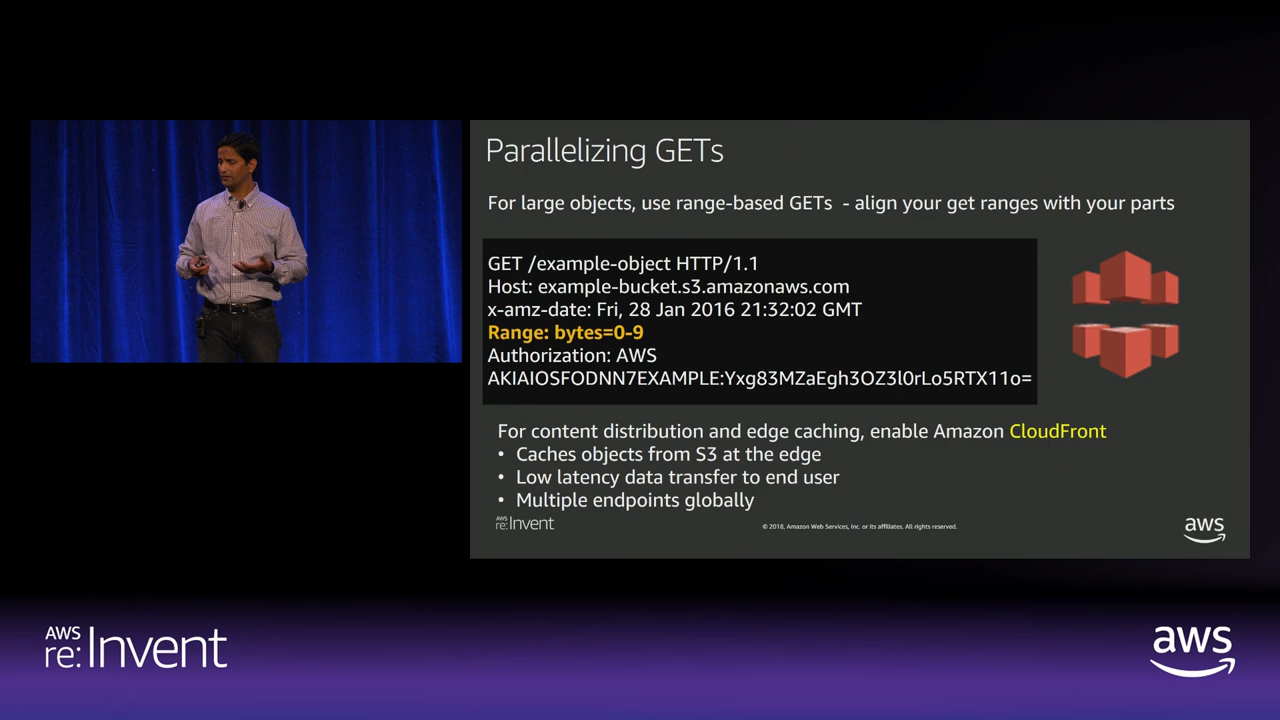 Parallelizing GETs
For large objects, use range-based GETs - align your get ranges with your parts
GET /example-object HTTP/1.1
Host: example-bucket.s3.amazonaws.com
x-amz-date: Fri, 28 Jan 2016 21:32:02 GMT
Range: bytes=0-9
Authorization: AWS
AKIAIOSFODNN7EXAMPLE:Yxg83MZaEgh3OZ3l0rLo5RTX11o=
For content distribution and edge caching, enable Amazon CloudFront
• Caches objects from S3 at the edge
• Low latency data transfer to end user
• Multiple endpoints globally
AWS
re:Invent
© 2018, Amazon Web Services, Inc. or its affiliates. All rights reserved.
aws
AWS
re:Invent
aws